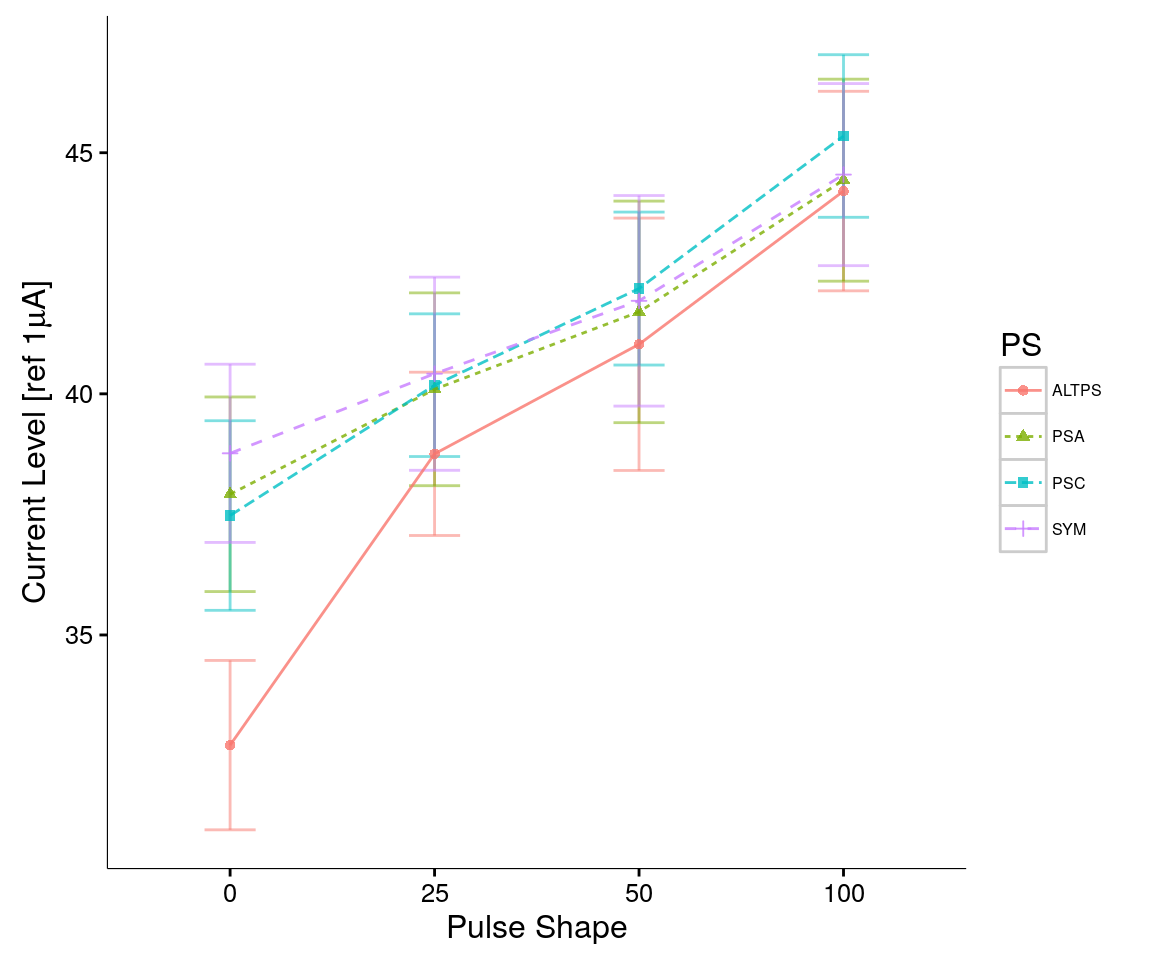 45
40
35
Current Level [ref 1µA]
0 25 50 100
Pulse Shape
PS
ALTPS
PSA
PSC
SYM